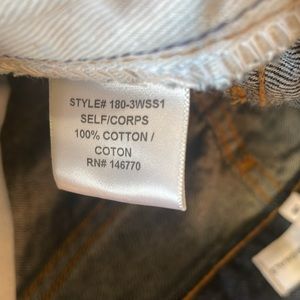 STYLE# 180-3WSS1
SELF/CORPS
100% COTTON /
COTON
RN# 146770